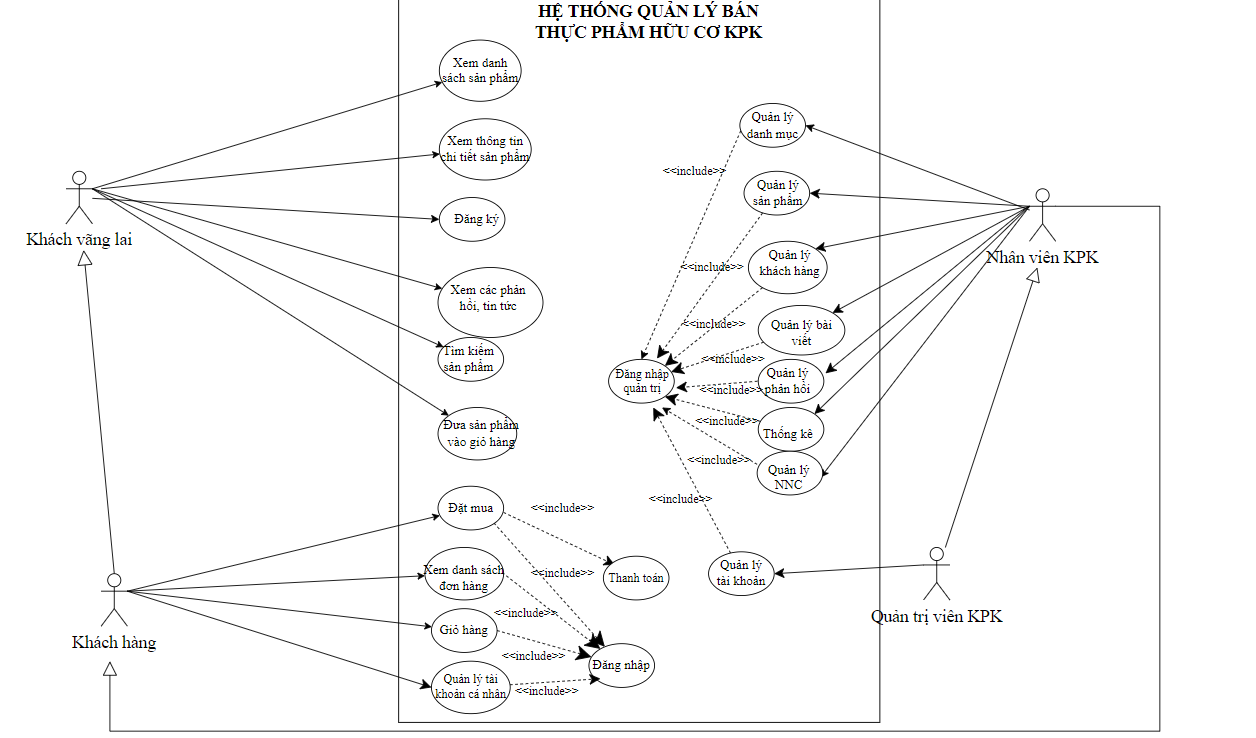 HỆ THỐNG QUẢN LÝ BÁN
THỰC PHẨM HỮU CƠ KPK
Xem danh
sách sản phẩm
Xem thông tin
chi tiết sản phẩm
Đăng ký
Xem các phản
hồi, tin tức
Tìm kiếm
sản phẩm
Đưa sản phẩm
vào giỏ hàng
Khách vãng lai
Quản lý
danh mục
<<include>>
Quản lý
sản phẩm
<<include>>
Quản lý
khách hàng
<<include>>
Quản lý bài
viết
<<include>>
Đăng nhập
quản trị
Quản lý
phản hồi
<<include>>
Thống kê
<<include>>
Quản lý
NNC
<<include>>
<<include>>
Quản lý
tài khoản
Nhân viên KPK
Quản trị viên KPK
Đặt mua
<<include>>
Thanh toán
<<include>>
Xem danh sách
đơn hàng
<<include>>
Giỏ hàng
<<include>>
Đăng nhập
Quản lý tài
khoản cá nhân
<<include>>
Khách hàng